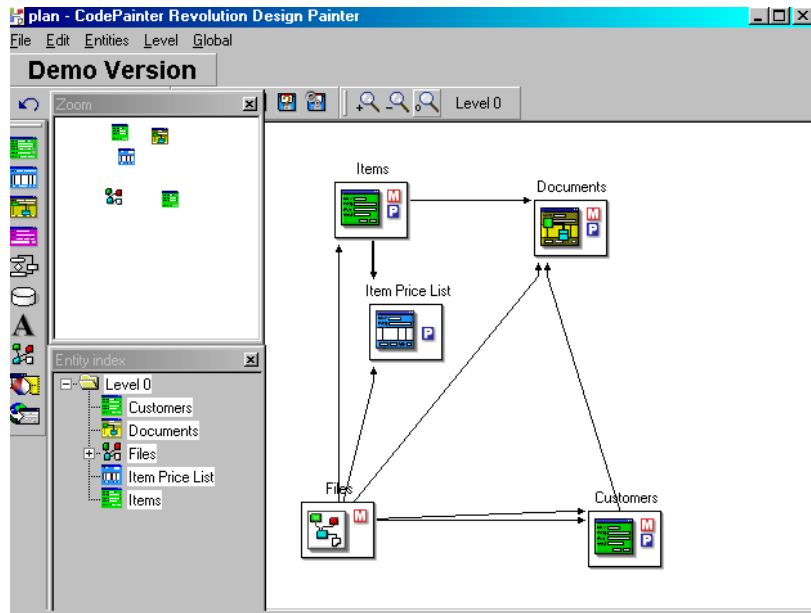 plan - CodePainter Revolution Design Painter
File Edit Entities Level Global
Demo Version
Zoom
Level 0
Items
M
P
Documents
M
P
Item Price List
P
Entity index
Level 0
Customers
Documents
Files
Item Price List
Items
Files
M
Customers
M
P
A